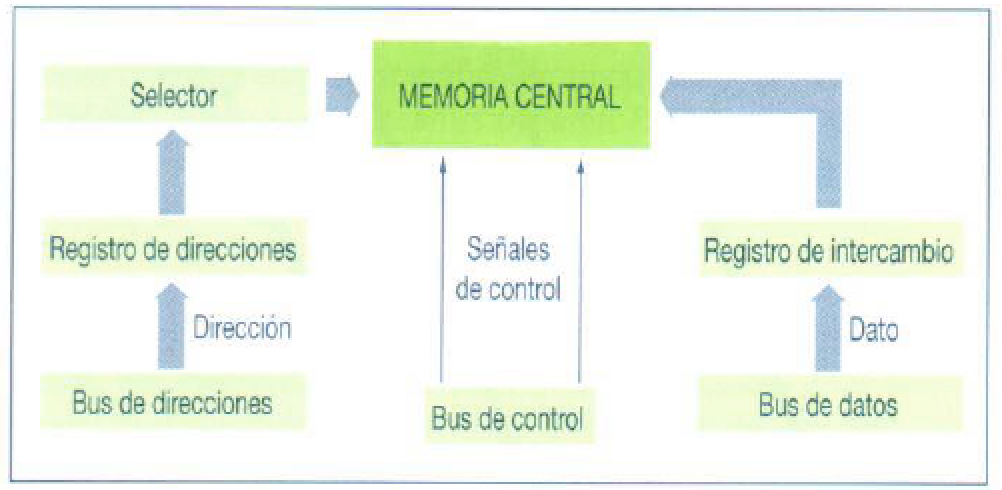 Selector
MEMORIA CENTRAL
Registro de direcciones
Señales
de control
Registro de intercambio
Dirección
Dato
Bus de direcciones
Bus de control
Bus de datos